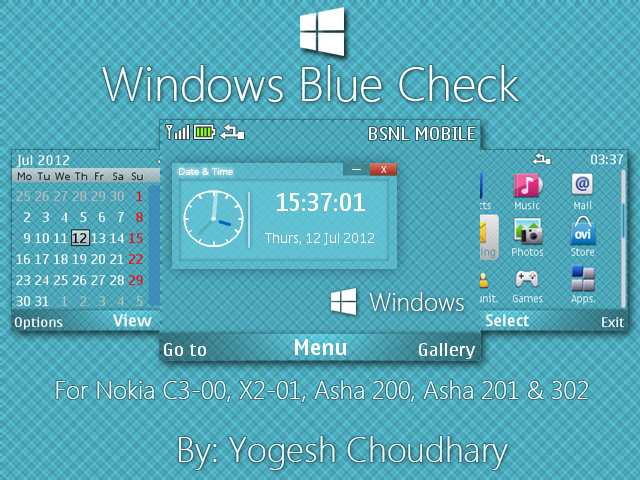 Windows Blue Check
Jul 2012
Mo Tu We Th Fr Sa Su
25 26 27 28 29 30 1
2 3 4 5 6 7 8
9 10 11 12 13 14 15
16 17 18 19 20 21 22
23 24 25 26 27 28 29
30 31 1 2 3 4 5
Options View
BSNL MOBILE
Date & Time
X
15:37:01
Thurs, 12 Jul 2012
Windows
Go to Menu Gallery
03:37
cts Music Mail
ing Photos Store
ovi
unit. Games Apps.
Select Exit
For Nokia C3-00, X2-01, Asha 200, Asha 201 & 302
By: Yogesh Choudhary